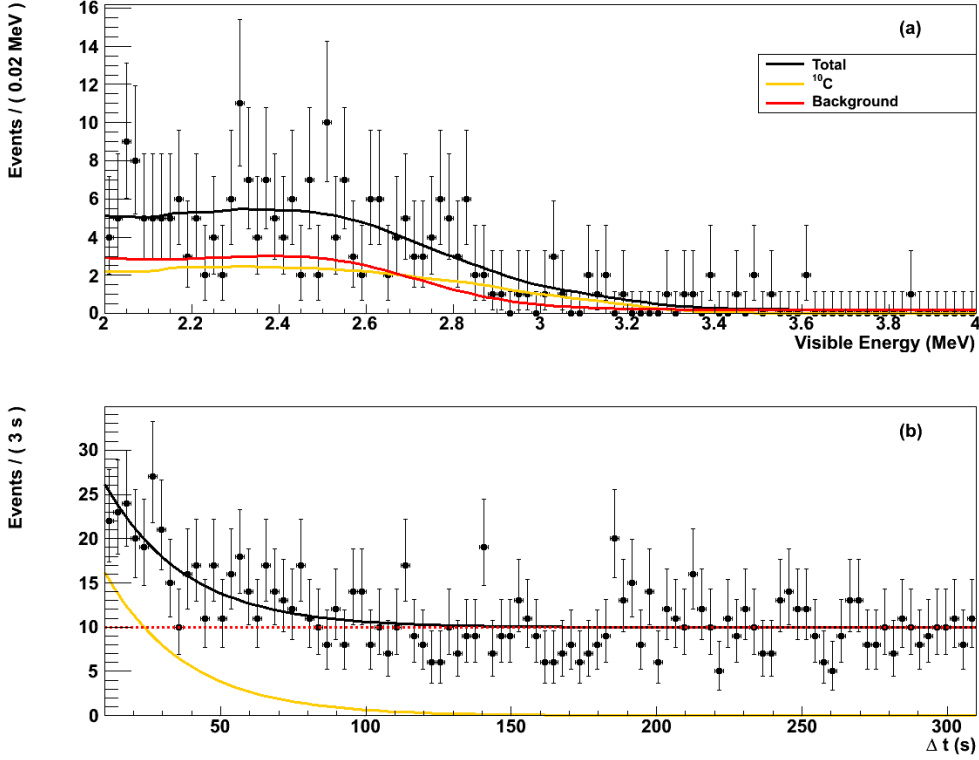 Events / ( 0.02 MeV )
16
14
12
10
8
6
4
2
0
(a)
Total
¹⁰C
Background
2 2.2 2.4 2.6 2.8 3 3.2 3.4 3.6 3.8 4
Visible Energy (MeV)
Events / ( 3 s )
30
25
20
15
10
5
0
(b)
50 100 150 200 250 300
Δ t (s)